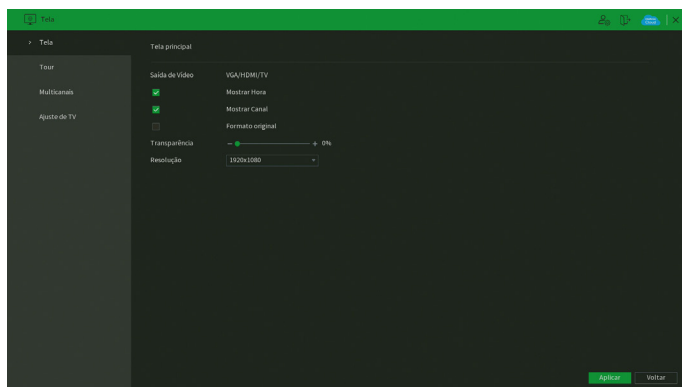 Tela
Tela
Tour
Multicanais
Ajuste de TV
Tela principal
Saída de Vídeo VGA/HDMI/TV
Mostrar Hora
Mostrar Canal
Formato original
Transparência 0%
Resolução 1920x1080
Aplicar Voltar